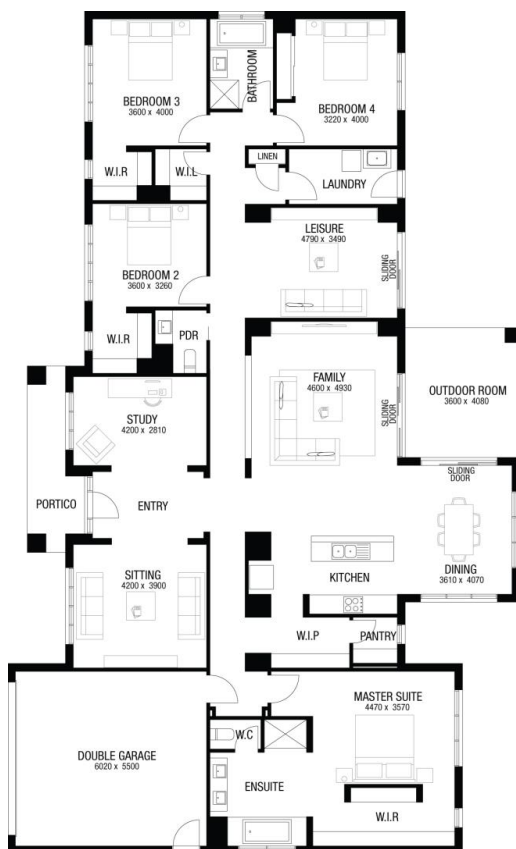 BATHROOM
BEDROOM 3
3600 x 4000
BEDROOM 4
3220 x 4000
LINEN
W.I.R
W.I.L
LAUNDRY
LEISURE
4790 x 3490
SLIDING
DOOR
BEDROOM 2
3600 x 3260
W.I.R
PDR
FAMILY
4600 x 4930
SLIDING
DOOR
OUTDOOR ROOM
3600 x 4080
STUDY
4200 x 2810
SLIDING
DOOR
PORTICO
ENTRY
SITTING
4200 x 3900
KITCHEN
DINING
3610 x 4070
W.I.P
PANTRY
MASTER SUITE
4470 x 3570
W.C
DOUBLE GARAGE
6020 x 5500
ENSUITE
W.I.R